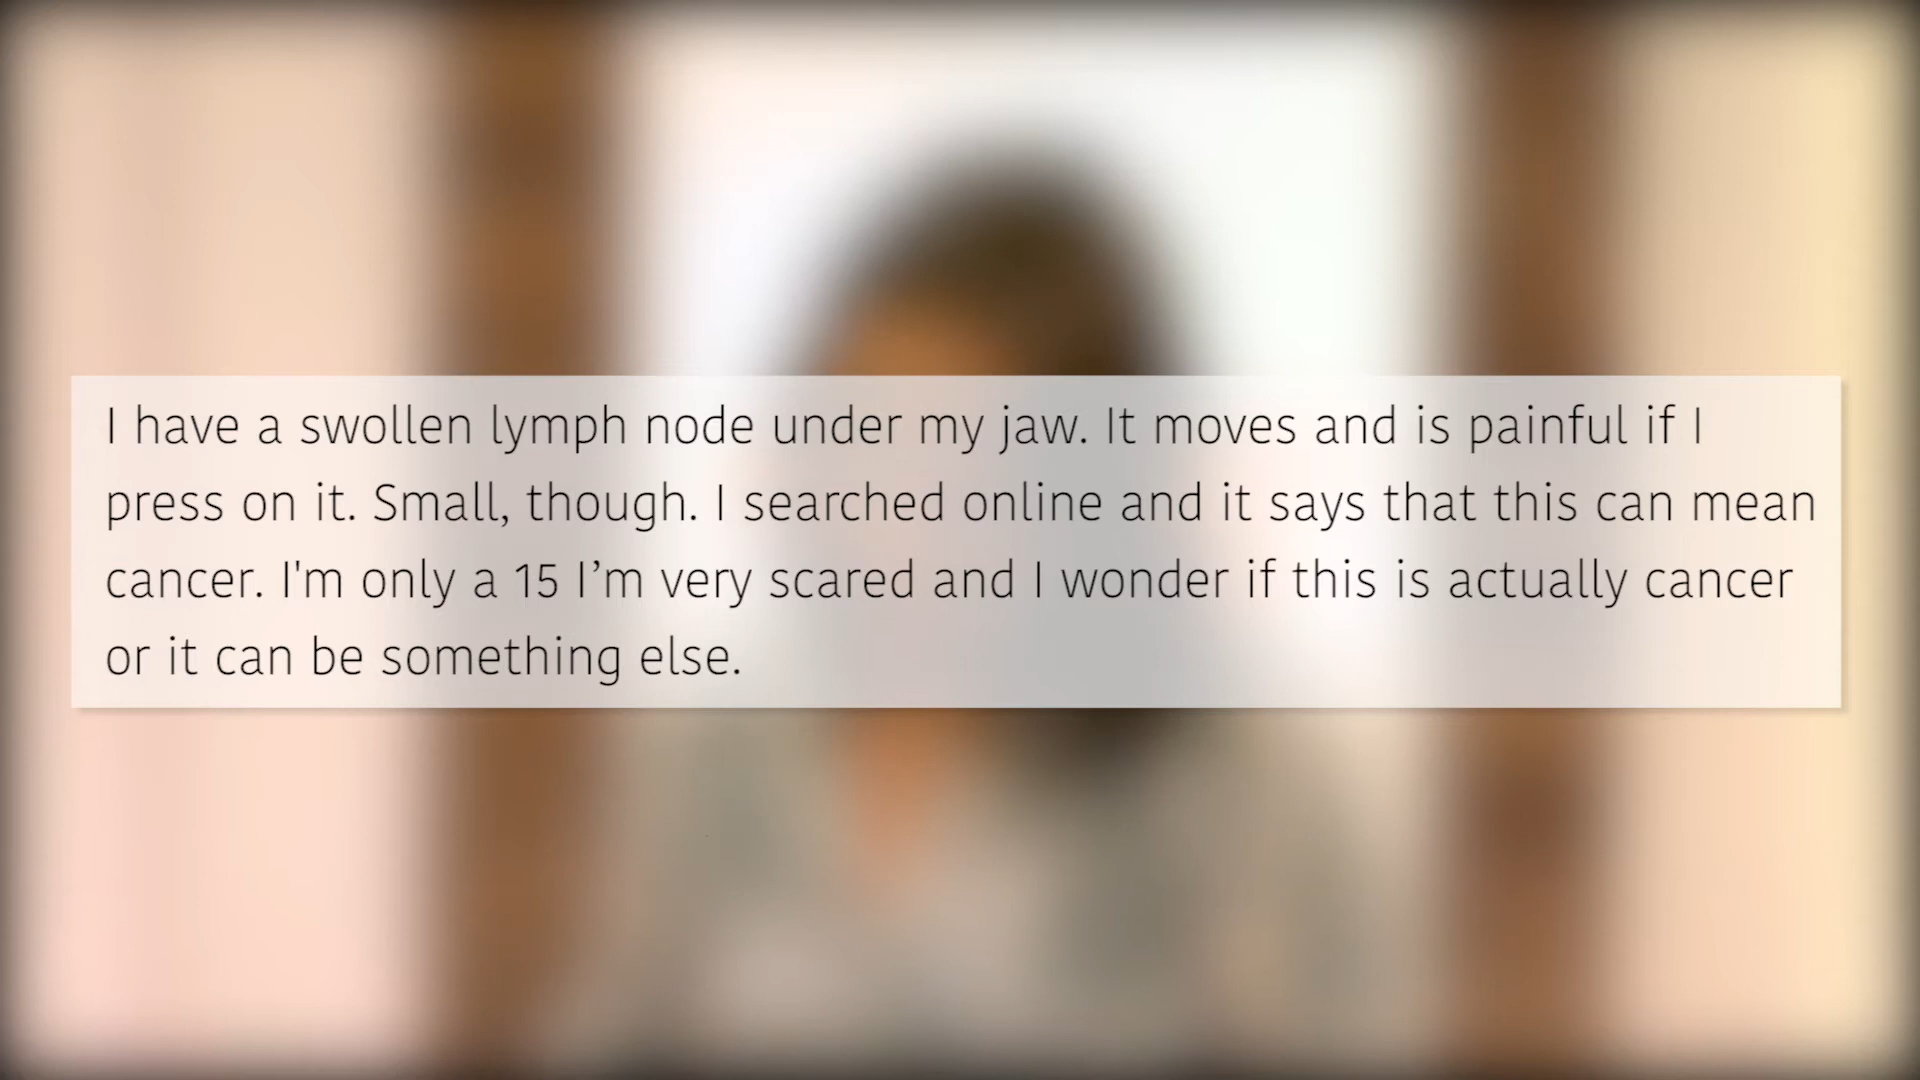 I have a swollen lymph node under my jaw. It moves and is painful if I
press on it. Small, though. I searched online and it says that this can mean
cancer. I'm only a 15 I’m very scared and I wonder if this is actually cancer
or it can be something else.